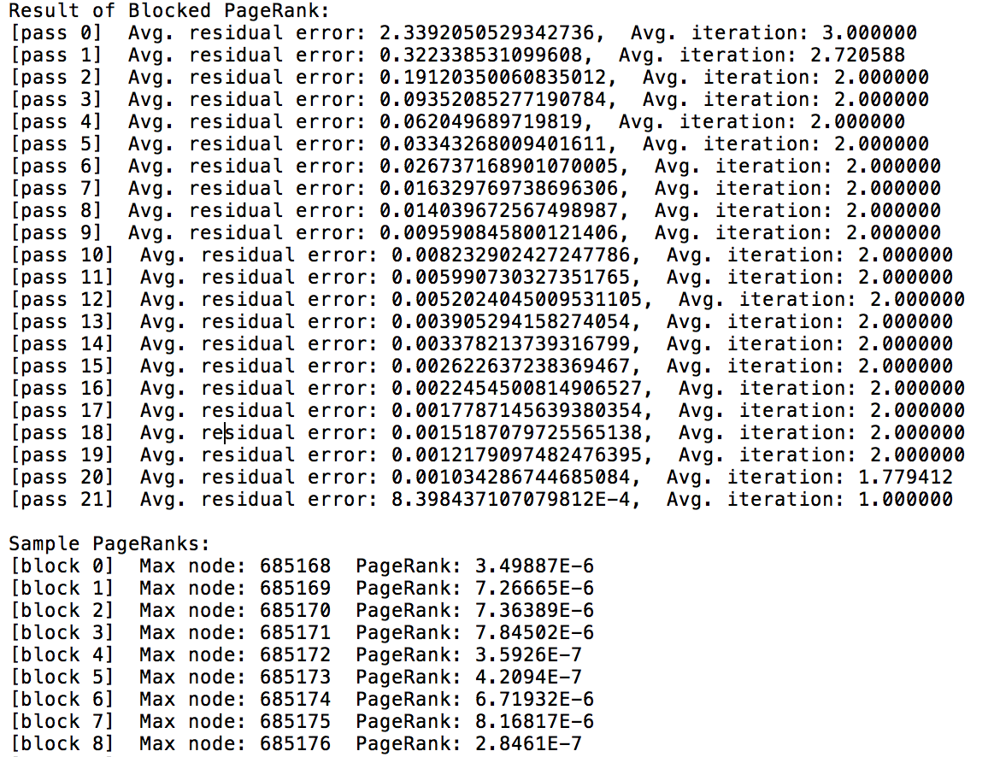 Result of Blocked PageRank:
[pass 0]  Avg. residual error: 2.3392050529342736,  Avg. iteration: 3.000000
[pass 1]  Avg. residual error: 0.322338531099608,  Avg. iteration: 2.720588
[pass 2]  Avg. residual error: 0.19120350060835012,  Avg. iteration: 2.000000
[pass 3]  Avg. residual error: 0.09352085277190784,  Avg. iteration: 2.000000
[pass 4]  Avg. residual error: 0.062049689719819,  Avg. iteration: 2.000000
[pass 5]  Avg. residual error: 0.03343268009401611,  Avg. iteration: 2.000000
[pass 6]  Avg. residual error: 0.026737168901070005,  Avg. iteration: 2.000000
[pass 7]  Avg. residual error: 0.016329769738696306,  Avg. iteration: 2.000000
[pass 8]  Avg. residual error: 0.014039672567498987,  Avg. iteration: 2.000000
[pass 9]  Avg. residual error: 0.009590845800121406,  Avg. iteration: 2.000000
[pass 10]  Avg. residual error: 0.008232902427247786,  Avg. iteration: 2.000000
[pass 11]  Avg. residual error: 0.005990730327351765,  Avg. iteration: 2.000000
[pass 12]  Avg. residual error: 0.0052024045009531105,  Avg. iteration: 2.000000
[pass 13]  Avg. residual error: 0.003905294158274054,  Avg. iteration: 2.000000
[pass 14]  Avg. residual error: 0.003378213739316799,  Avg. iteration: 2.000000
[pass 15]  Avg. residual error: 0.002622637238369467,  Avg. iteration: 2.000000
[pass 16]  Avg. residual error: 0.0022454500814906527,  Avg. iteration: 2.000000
[pass 17]  Avg. residual error: 0.0017787145639380354,  Avg. iteration: 2.000000
[pass 18]  Avg. residual error: 0.0015187079725565138,  Avg. iteration: 2.000000
[pass 19]  Avg. residual error: 0.0012179097482476395,  Avg. iteration: 2.000000
[pass 20]  Avg. residual error: 0.001034286744685084,  Avg. iteration: 1.779412
[pass 21]  Avg. residual error: 8.398437107079812E-4,  Avg. iteration: 1.000000
Sample PageRanks:
[block 0]  Max node: 685168  PageRank: 3.49887E-6
[block 1]  Max node: 685169  PageRank: 7.26665E-6
[block 2]  Max node: 685170  PageRank: 7.36389E-6
[block 3]  Max node: 685171  PageRank: 7.84502E-6
[block 4]  Max node: 685172  PageRank: 3.5926E-7
[block 5]  Max node: 685173  PageRank: 4.2094E-7
[block 6]  Max node: 685174  PageRank: 6.71932E-6
[block 7]  Max node: 685175  PageRank: 8.16817E-6
[block 8]  Max node: 685176  PageRank: 2.8461E-7